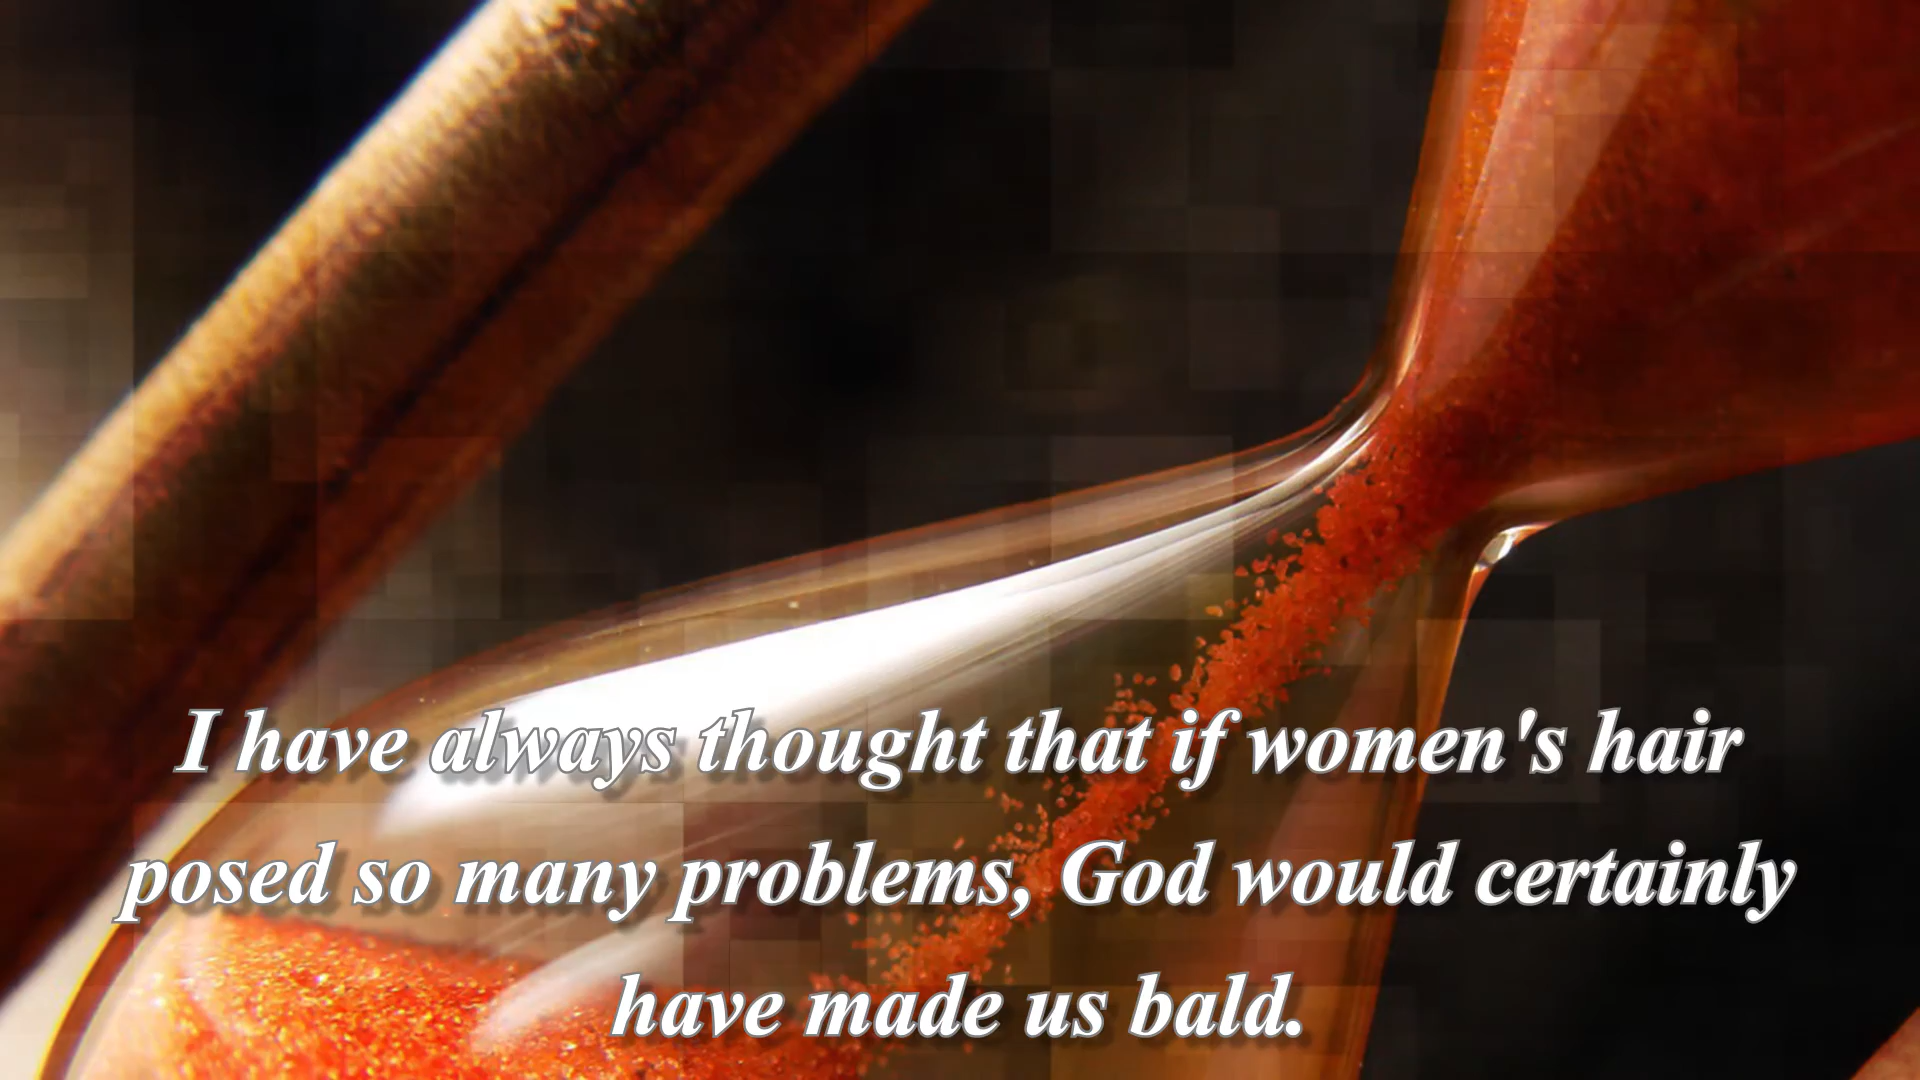 I have always thought that if women's hair
posed so many problems, God would certainly
have made us bald.